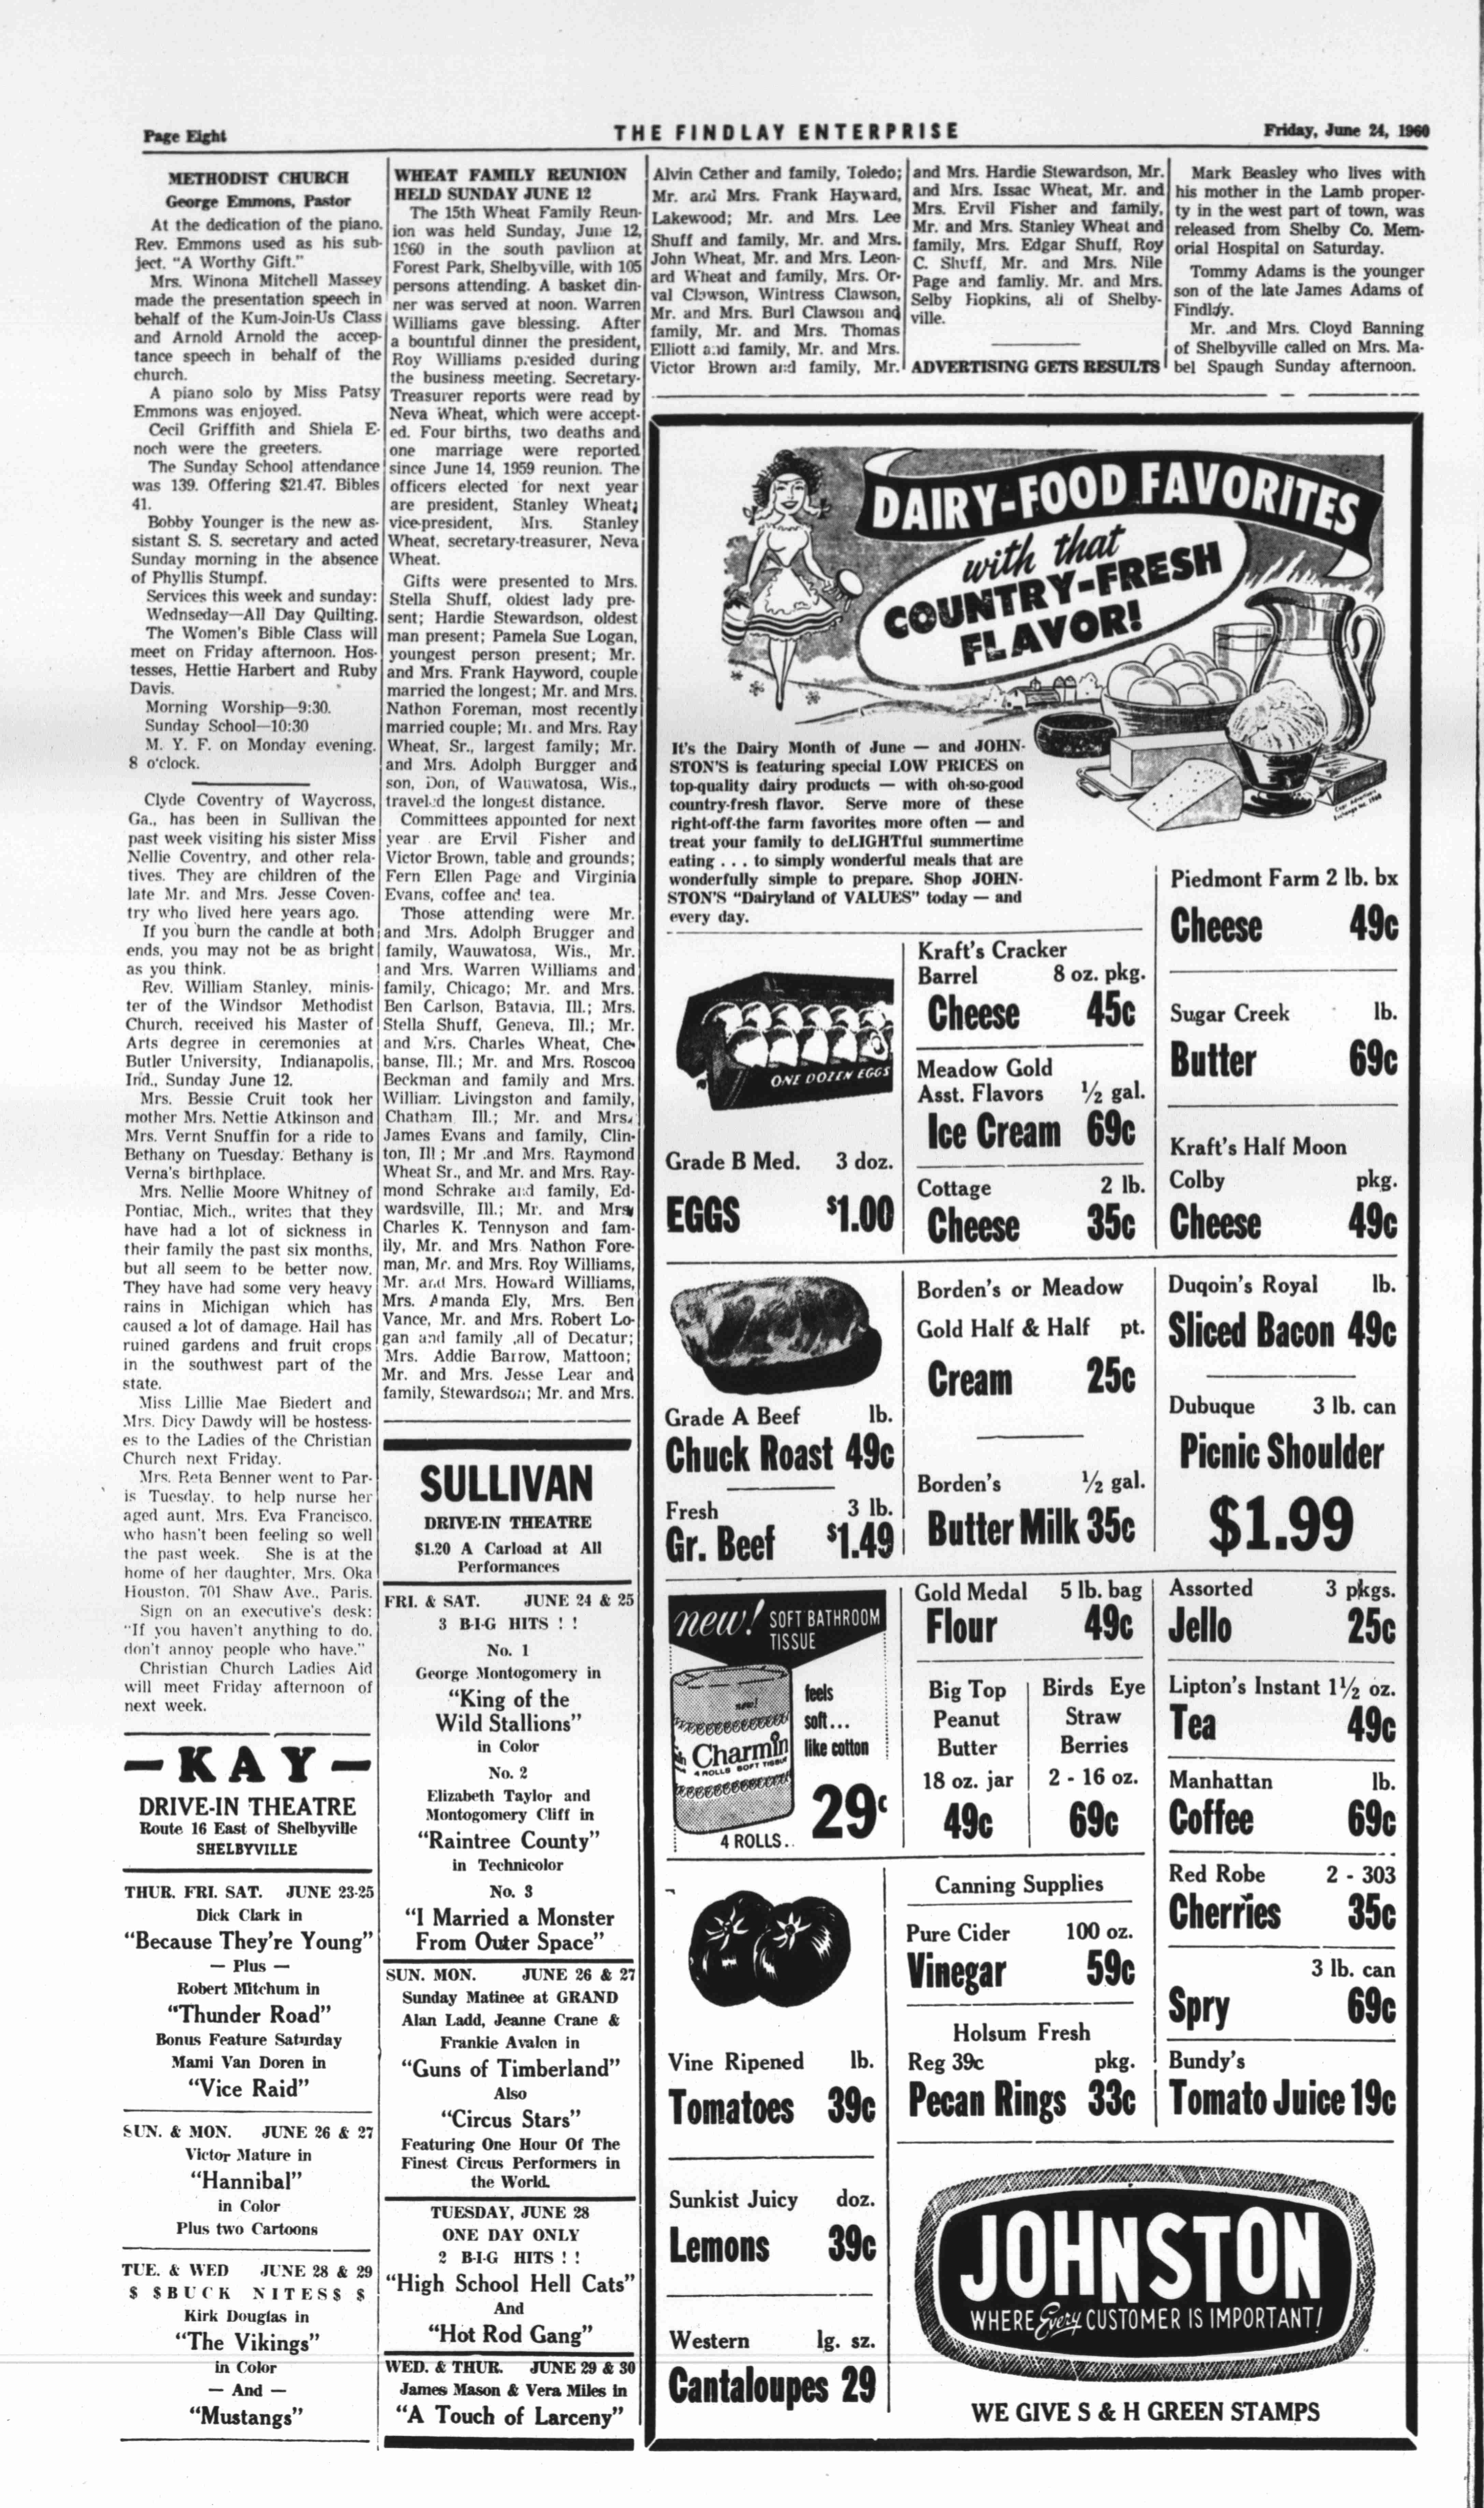 Page Eight
THE FINDLAY ENTERPRISE
Friday, June 24, 1960
METHODIST CHURCH
George Emmons, Pastor
At the dedication of the piano,
Rev. Emmons used as his sub-
ject, "A Worthy Gift."
Mrs. Winona Mitchell Massey
made the presentation speech in
behalf of the Kum-Join-Us Class
and Arnold Arnold the accep-
tance speech in behalf of the
church.
A piano solo by Miss Patsy
Emmons was enjoyed.
Cecil Griffith and Shiela E-
noch were the greeters.
The Sunday School attendance
was 139. Offering $21.47. Bibles
41.
Bobby Younger is the new as-
sistant S. S. secretary and acted
Sunday morning in the absence
of Phyllis Stumpf.
Services this week and sunday:
Wednseday—All Day Quilting.
The Women's Bible Class will
meet on Friday afternoon. Hos-
tesses, Hettie Harbert and Ruby
Davis.
Morning Worship—9:30.
Sunday School—10:30
M. Y. F. on Monday evening,
8 o'clock.
Clyde Coventry of Waycross,
Ga., has been in Sullivan the
past week visiting his sister Miss
Nellie Coventry, and other rela-
tives. They are children of the
late Mr. and Mrs. Jesse Coven-
try who lived here years ago.
If you burn the candle at both
ends, you may not be as bright
as you think.
Rev. William Stanley, minis-
ter of the Windsor Methodist
Church, received his Master of
Arts degree in ceremonies at
Butler University, Indianapolis,
Ind., Sunday June 12.
Mrs. Bessie Cruit took her
mother Mrs. Nettie Atkinson and
Mrs. Vernt Snuffin for a ride to
Bethany on Tuesday. Bethany is
Verna's birthplace.
Mrs. Nellie Moore Whitney of
Pontiac, Mich., writes that they
have had a lot of sickness in
their family the past six months,
but all seem to be better now.
They have had some very heavy
rains in Michigan which has
caused a lot of damage. Hail has
ruined gardens and fruit crops
in the southwest part of the
state.
Miss Lillie Mae Biedert and
Mrs. Dicy Dawdy will be hostess-
es to the Ladies of the Christian
Church next Friday.
Mrs. Reta Benner went to Par-
is Tuesday, to help nurse her
aged aunt, Mrs. Eva Francisco,
who hasn't been feeling so well
the past week. She is at the
home of her daughter, Mrs. Oka
Houston, 701 Shaw Ave., Paris.
Sign on an executive's desk:
"If you haven't anything to do,
don't annoy people who have."
Christian Church Ladies Aid
will meet Friday afternoon of
next week.
—KAY—
DRIVE-IN THEATRE
Route 16 East of Shelbyville
SHELBYVILLE
THUR. FRI. SAT. JUNE 23-25
Dick Clark in
"Because They're Young"
— Plus —
Robert Mitchum in
"Thunder Road"
Bonus Feature Saturday
Mami Van Doren in
"Vice Raid"
SUN. & MON. JUNE 26 & 27
Victor Mature in
"Hannibal"
in Color
Plus two Cartoons
TUE. & WED JUNE 28 & 29
$ $BUCK NITES$ $
Kirk Douglas in
"The Vikings"
in Color
— And —
"Mustangs"
WHEAT FAMILY REUNION
HELD SUNDAY JUNE 12
The 15th Wheat Family Reun-
ion was held Sunday, June 12,
1960 in the south pavliion at
Forest Park, Shelbyville, with 105
persons attending. A basket din-
ner was served at noon. Warren
Williams gave blessing. After
a bountiful dinner the president,
Roy Williams presided during
the business meeting. Secretary-
Treasurer reports were read by
Neva Wheat, which were accept-
ed. Four births, two deaths and
one marriage were reported
since June 14, 1959 reunion. The
officers elected for next year
are president, Stanley Wheat;
vice-president, Mrs. Stanley
Wheat, secretary-treasurer, Neva
Wheat.
Gifts were presented to Mrs.
Stella Shuff, oldest lady pre-
sent; Hardie Stewardson, oldest
man present; Pamela Sue Logan,
youngest person present; Mr.
and Mrs. Frank Hayword, couple
married the longest; Mr. and Mrs.
Nathon Foreman, most recently
married couple; Mr. and Mrs. Ray
Wheat, Sr., largest family; Mr.
and Mrs. Adolph Burgger and
son, Don, of Wauwatosa, Wis.,
traveled the longest distance.
Committees appointed for next
year are Ervil Fisher and
Victor Brown, table and grounds;
Fern Ellen Page and Virginia
Evans, coffee and tea.
Those attending were Mr.
and Mrs. Adolph Brugger and
family, Wauwatosa, Wis., Mr.
and Mrs. Warren Williams and
family, Chicago; Mr. and Mrs.
Ben Carlson, Batavia, Ill.; Mrs.
Stella Shuff, Geneva, Ill.; Mr.
and Mrs. Charles Wheat, Che-
banse, Ill.; Mr. and Mrs. Roscoe
Beckman and family and Mrs.
William Livingston and family,
Chatham Ill.; Mr. and Mrs.
James Evans and family, Clin-
ton, Ill ; Mr .and Mrs. Raymond
Wheat Sr., and Mr. and Mrs. Ray-
mond Schrake and family, Ed-
wardsville, Ill.; Mr. and Mrs.
Charles K. Tennyson and fam-
ily, Mr. and Mrs Nathon Fore-
man, Mr. and Mrs. Roy Williams,
Mr. and Mrs. Howard Williams,
Mrs. Amanda Ely, Mrs. Ben
Vance, Mr. and Mrs. Robert Lo-
gan and family ,all of Decatur;
Mrs. Addie Barrow, Mattoon;
Mr. and Mrs. Jesse Lear and
family, Stewardson; Mr. and Mrs.
SULLIVAN
DRIVE-IN THEATRE
$1.20 A Carload at All
Performances
FRI. & SAT. JUNE 24 & 25
3 B-I-G HITS ! !
No. 1
George Montogomery in
"King of the
Wild Stallions"
in Color
No. 2
Elizabeth Taylor and
Montogomery Cliff in
"Raintree County"
in Technicolor
No. 3
"I Married a Monster
From Outer Space"
SUN. MON. JUNE 26 & 27
Sunday Matinee at GRAND
Alan Ladd, Jeanne Crane &
Frankie Avalon in
"Guns of Timberland"
Also
"Circus Stars"
Featuring One Hour Of The
Finest Circus Performers in
the World.
TUESDAY, JUNE 28
ONE DAY ONLY
2 B-I-G HITS ! !
"High School Hell Cats"
And
"Hot Rod Gang"
WED. & THUR. JUNE 29 & 30
James Mason & Vera Miles in
"A Touch of Larceny"
Alvin Cather and family, Toledo;
Mr. and Mrs. Frank Hayward,
Lakewood; Mr. and Mrs. Lee
Shuff and family, Mr. and Mrs.
John Wheat, Mr. and Mrs. Leon-
ard Wheat and family, Mrs. Or-
val Clawson, Wintress Clawson,
Mr. and Mrs. Burl Clawson and
family, Mr. and Mrs. Thomas
Elliott and family, Mr. and Mrs.
Victor Brown and family, Mr.
and Mrs. Hardie Stewardson, Mr.
and Mrs. Issac Wheat, Mr. and
Mrs. Ervil Fisher and family,
Mr. and Mrs. Stanley Wheat and
family, Mrs. Edgar Shuff, Roy
C. Shuff, Mr. and Mrs. Nile
Page and famliy. Mr. and Mrs.
Selby Hopkins, all of Shelby-
ville.
ADVERTISING GETS RESULTS
Mark Beasley who lives with
his mother in the Lamb proper-
ty in the west part of town, was
released from Shelby Co. Mem-
orial Hospital on Saturday.
Tommy Adams is the younger
son of the late James Adams of
Findlay.
Mr. .and Mrs. Cloyd Banning
of Shelbyville called on Mrs. Ma-
bel Spaugh Sunday afternoon.
DAIRY-FOOD FAVORITES
with that
COUNTRY-FRESH
FLAVOR!
It's the Dairy Month of June — and JOHN-
STON'S is featuring special LOW PRICES on
top-quality dairy products — with oh-so-good
country-fresh flavor. Serve more of these
right-off-the farm favorites more often — and
treat your family to deLIGHTful summertime
eating . . . to simply wonderful meals that are
wonderfully simple to prepare. Shop JOHN-
STON'S "Dairyland of VALUES" today — and
every day.
ONE DOZEN EGGS
Grade B Med. 3 doz.
EGGS $1.00
Kraft's Cracker
Barrel 8 oz. pkg.
Cheese 45c
Meadow Gold
Asst. Flavors ½ gal.
Ice Cream 69c
Cottage 2 lb.
Cheese 35c
Piedmont Farm 2 lb. bx
Cheese 49c
Sugar Creek lb.
Butter 69c
Kraft's Half Moon
Colby pkg.
Cheese 49c
Grade A Beef lb.
Chuck Roast 49c
Fresh 3 lb.
Gr. Beef $1.49
Borden's or Meadow
Gold Half & Half pt.
Cream 25c
Borden's ½ gal.
Butter Milk 35c
Duqoin's Royal lb.
Sliced Bacon 49c
Dubuque 3 lb. can
Picnic Shoulder
$1.99
new! SOFT BATHROOM
TISSUE
feels
soft...
like cotton
new!
Charmin
4 ROLLS SOFT TISSUE
29c
4 ROLLS..
Gold Medal 5 lb. bag
Flour 49c
Big Top
Peanut
Butter
18 oz. jar
49c
Birds Eye
Straw
Berries
2 - 16 oz.
69c
Assorted 3 pkgs.
Jello 25c
Lipton's Instant 1½ oz.
Tea 49c
Manhattan lb.
Coffee 69c
Red Robe 2 - 303
Cherries 35c
3 lb. can
Spry 69c
Bundy's
Tomato Juice 19c
Canning Supplies
Pure Cider 100 oz.
Vinegar 59c
Holsum Fresh
Reg 39c pkg.
Pecan Rings 33c
Vine Ripened lb.
Tomatoes 39c
Sunkist Juicy doz.
Lemons 39c
Western lg. sz.
Cantaloupes 29
JOHNSTON
WHERE Every CUSTOMER IS IMPORTANT!
WE GIVE S & H GREEN STAMPS